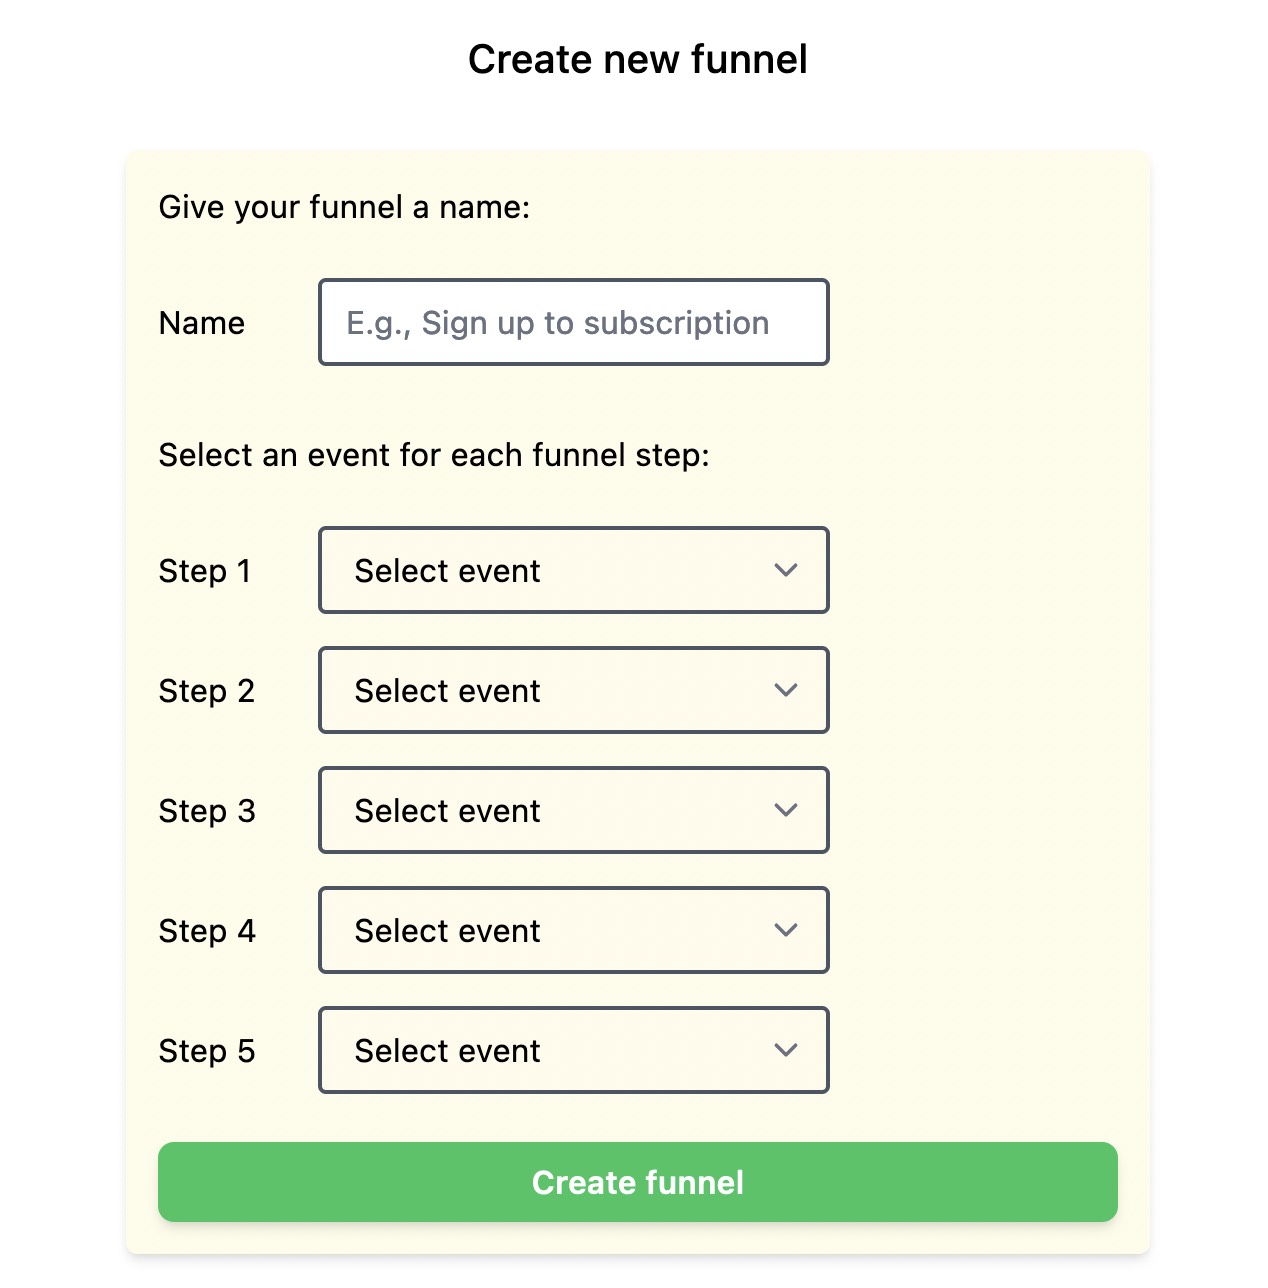 Create new funnel
Give your funnel a name:
Name
E.g., Sign up to subscription
Select an event for each funnel step:
Step 1
Select event
Step 2
Select event
Step 3
Select event
Step 4
Select event
Step 5
Select event
Create funnel